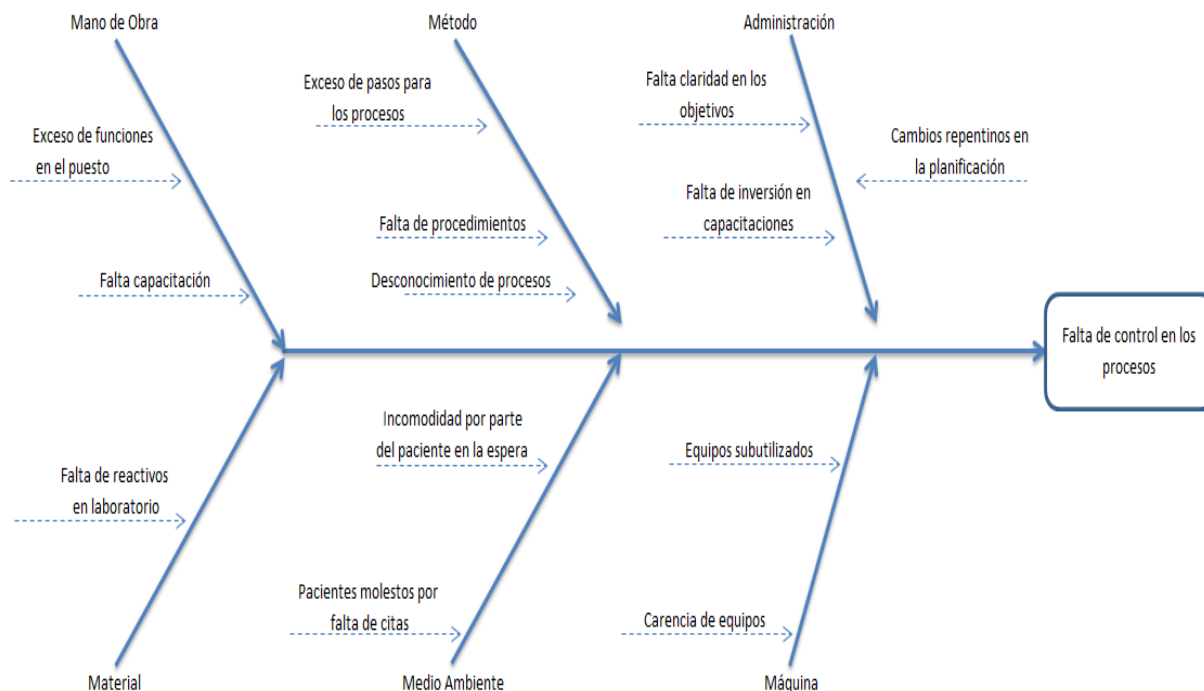 Mano de Obra
Método
Administración
Exceso de pasos para
los procesos
Falta claridad en los
objetivos
Exceso de funciones
en el puesto
Cambios repentinos en
la planificación
Falta de inversión en
capacitaciones
Falta de procedimientos
Falta capacitación
Desconocimiento de procesos
Falta de control en los
procesos
Incomodidad por parte
del paciente en la espera
Equipos subutilizados
Falta de reactivos
en laboratorio
Pacientes molestos por
falta de citas
Carencia de equipos
Material
Medio Ambiente
Máquina